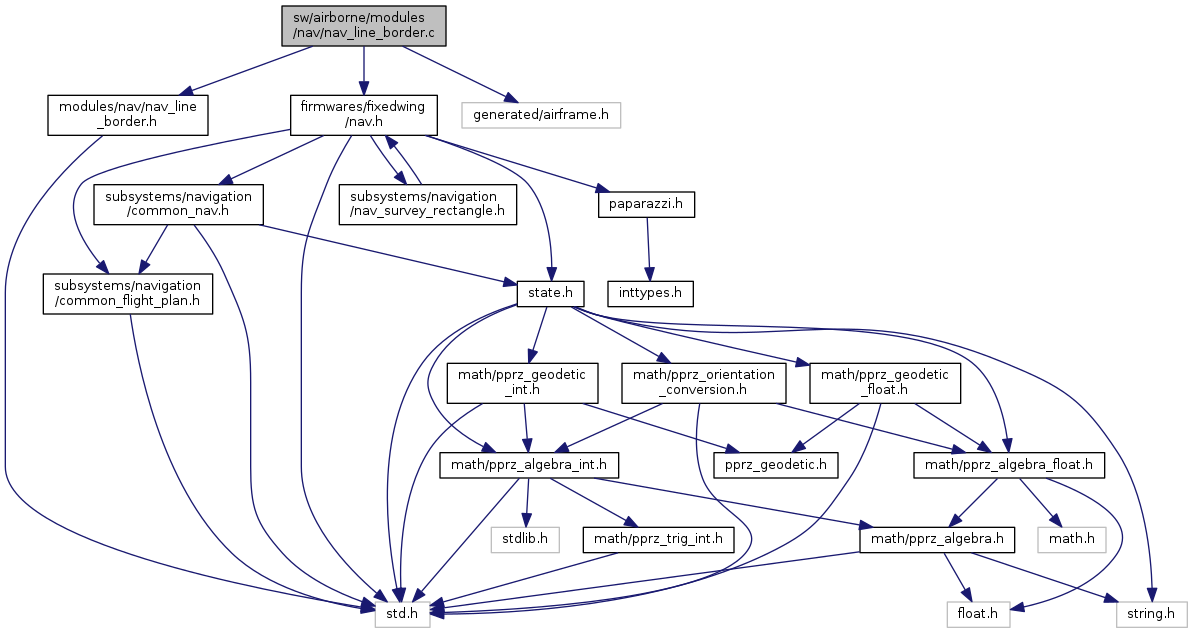 sw/airborne/modules
/nav/nav_line_border.c
modules/nav/nav_line
_border.h
firmwares/fixedwing
/nav.h
generated/airframe.h
subsystems/navigation
/common_nav.h
subsystems/navigation
/nav_survey_rectangle.h
paparazzi.h
subsystems/navigation
/common_flight_plan.h
state.h
inttypes.h
math/pprz_geodetic
_int.h
math/pprz_orientation
_conversion.h
math/pprz_geodetic
_float.h
math/pprz_algebra_int.h
pprz_geodetic.h
math/pprz_algebra_float.h
stdlib.h
math/pprz_trig_int.h
math/pprz_algebra.h
math.h
std.h
float.h
string.h